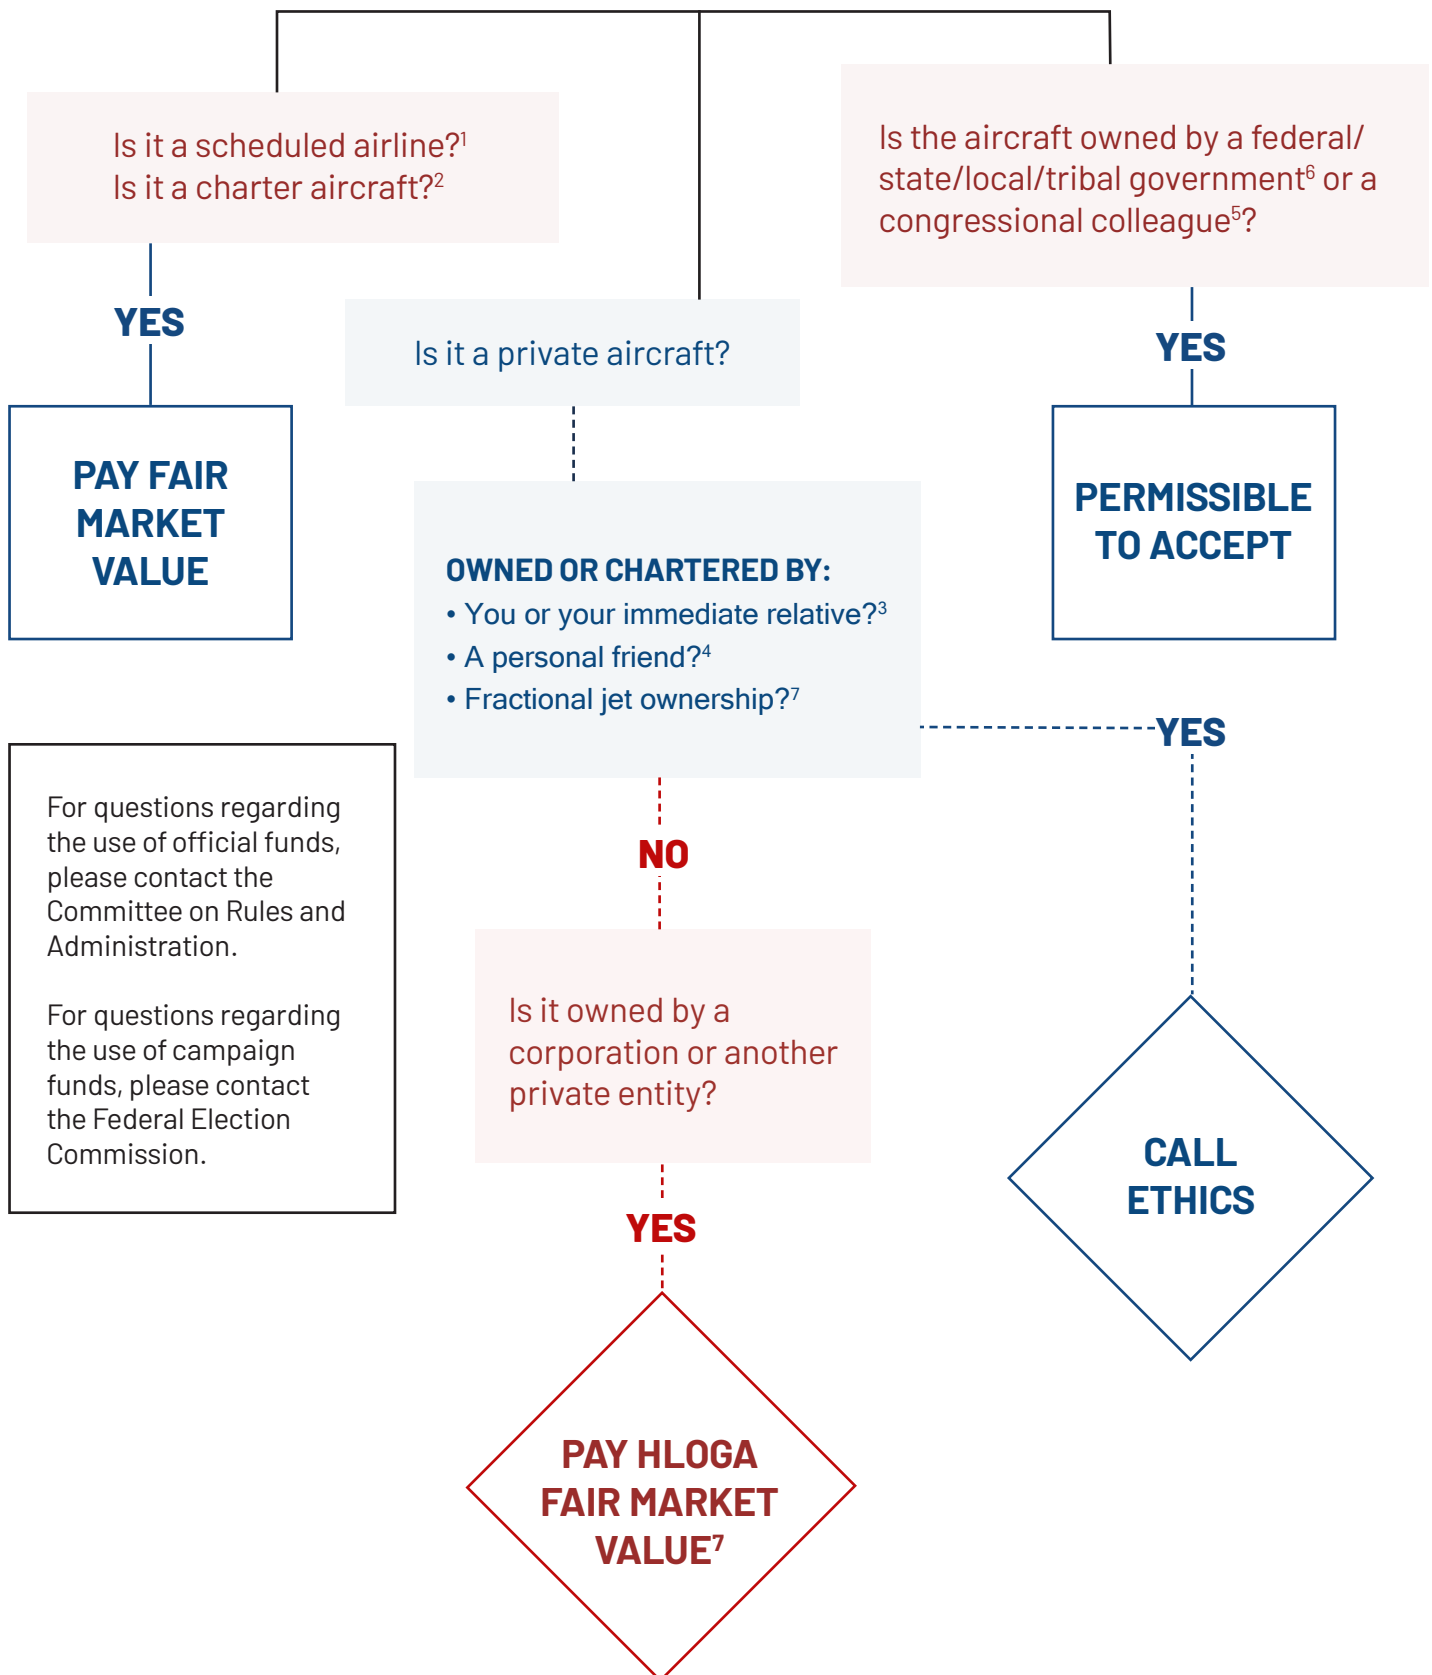 Is it a scheduled airline?¹
Is it a charter aircraft?²
YES
PAY FAIR
MARKET
VALUE
Is it a private aircraft?
OWNED OR CHARTERED BY:
• You or your immediate relative?³
• A personal friend?⁴
• Fractional jet ownership?⁷
Is the aircraft owned by a federal/
state/local/tribal government⁶ or a
congressional colleague⁵?
YES
PERMISSIBLE
TO ACCEPT
YES
CALL
ETHICS
NO
Is it owned by a
corporation or another
private entity?
YES
PAY HLOGA
FAIR MARKET
VALUE⁷
For questions regarding
the use of official funds,
please contact the
Committee on Rules and
Administration.
For questions regarding
the use of campaign
funds, please contact
the Federal Election
Commission.